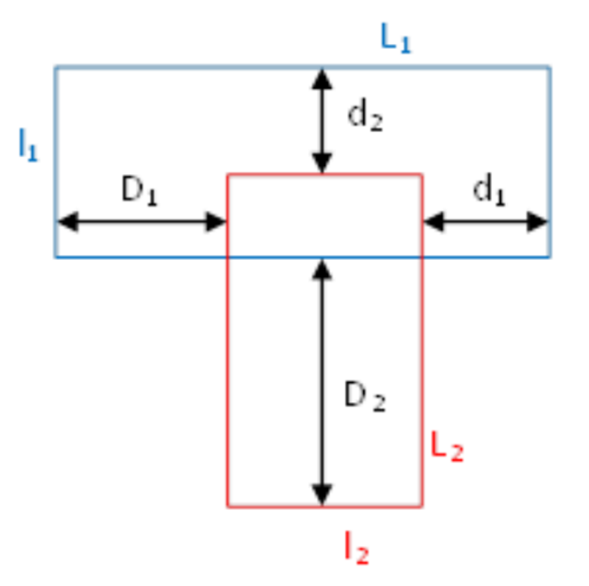 L₁
l₁
d₂
D₁
d₁
D₂
L₂
l₂